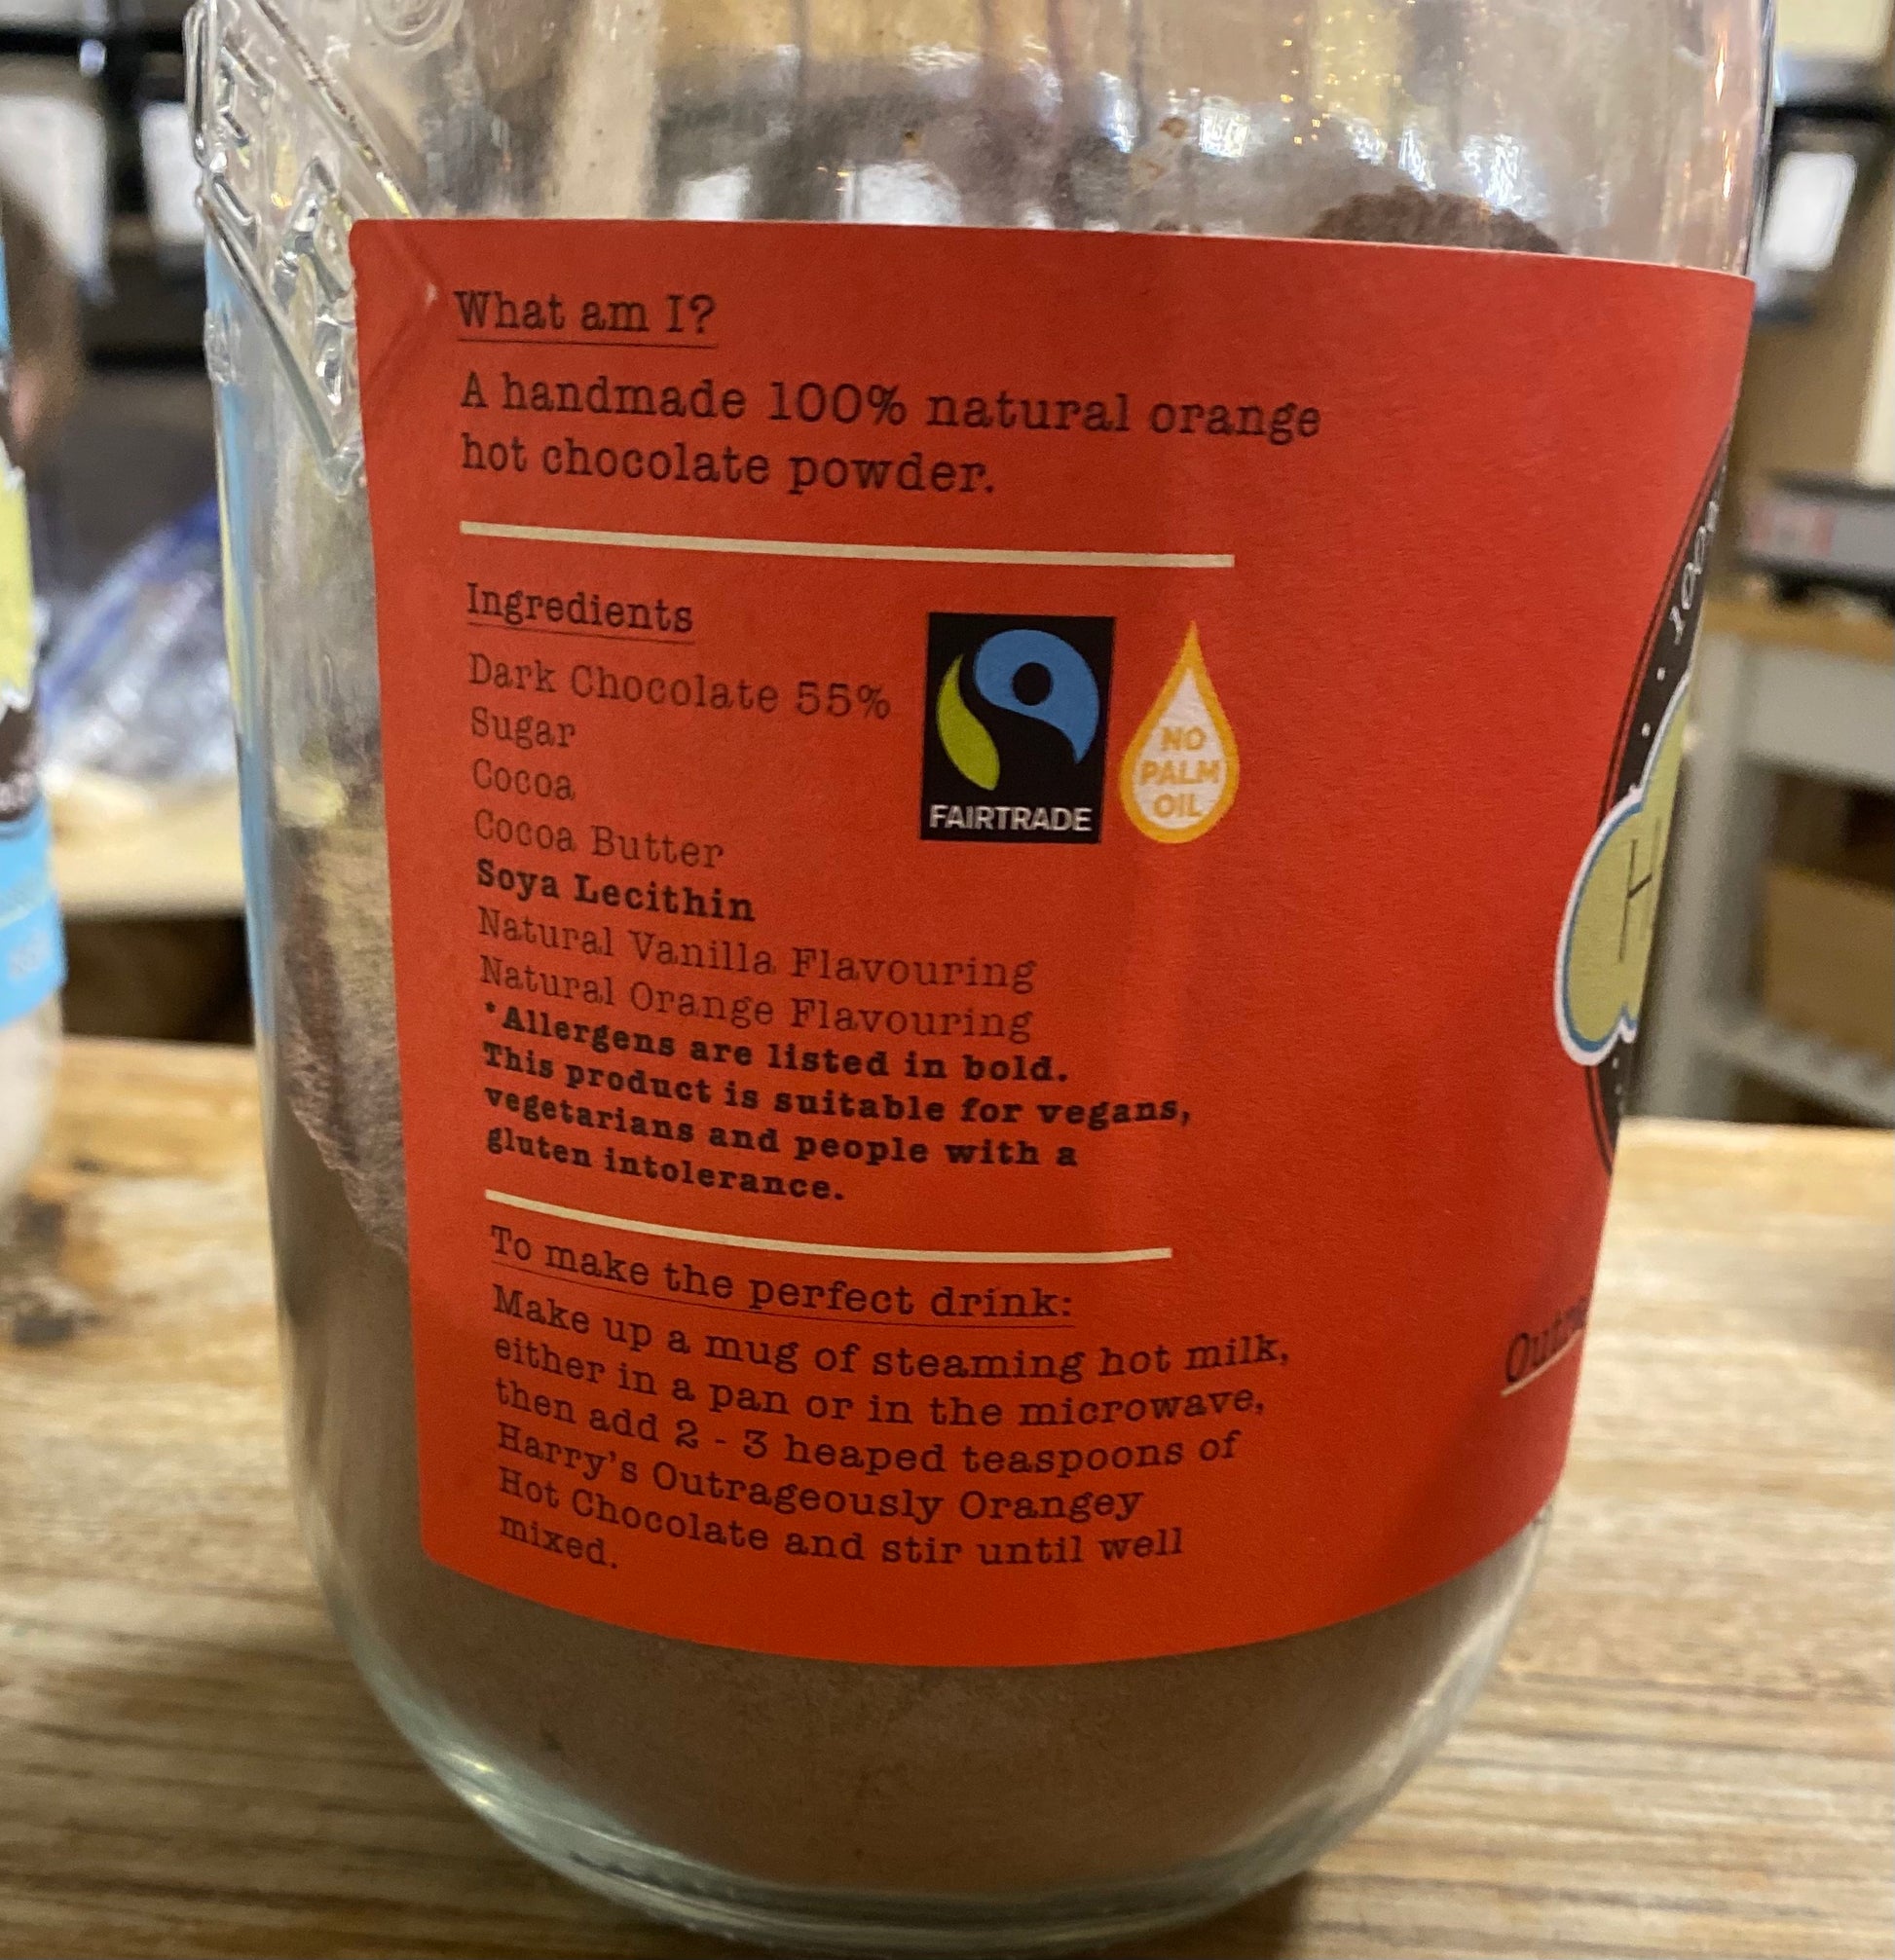 What am I?
A handmade 100% natural orange
hot chocolate powder.
Ingredients
Dark Chocolate 55%
Sugar
Cocoa
Cocoa Butter
Soya Lecithin
Natural Vanilla Flavouring
Natural Orange Flavouring
*Allergens are listed in bold.
This product is suitable for vegans,
vegetarians and people with a
gluten intolerance.
FAIRTRADE
NO
PALM
OIL
To make the perfect drink:
Make up a mug of steaming hot milk,
either in a pan or in the microwave,
then add 2 - 3 heaped teaspoons of
Harry's Outrageously Orangey
Hot Chocolate and stir until well
mixed.